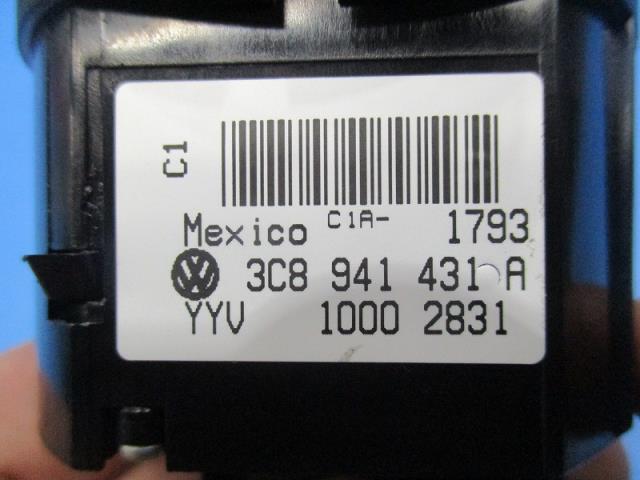 C1
Mexico C1A- 1793
3C8 941 431 A
YYV 1000 2831